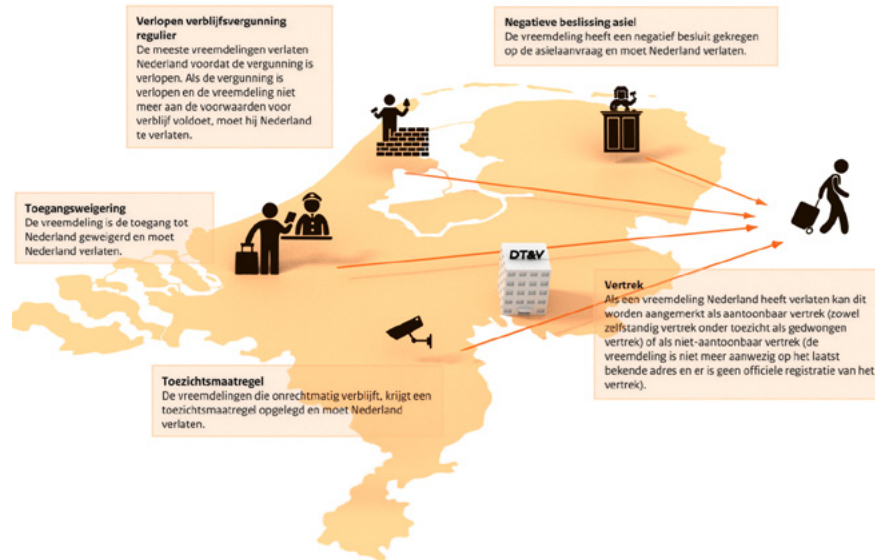 Verlopen verblijfsvergunning
regulier
De meeste vreemdelingen verlaten
Nederland voordat de vergunning is
verlopen. Als de vergunning is
verlopen en de vreemdeling niet
meer aan de voorwaarden voor
verblijf voldoet, moet hij Nederland
te verlaten.
Negatieve beslissing asiel
De vreemdeling heeft een negatief besluit gekregen
op de asielaanvraag en moet Nederland verlaten.
Toegangsweigering
De vreemdeling is de toegang tot
Nederland geweigerd en moet
Nederland verlaten.
DT&V
Vertrek
Als een vreemdeling Nederland heeft verlaten kan dit
worden aangemerkt als aantoonbaar vertrek (zowel
zelfstandig vertrek onder toezicht als gedwongen
vertrek) of als niet-aantoonbaar vertrek (de
vreemdeling is niet meer aanwezig op het laatst
bekende adres en er is geen officiele registratie van het
vertrek).
Toezichtsmaatregel
De vreemdelingen die onrechtmatig verblijft, krijgt een
toezichtsmaatregel opgelegd en moet Nederland
verlaten.